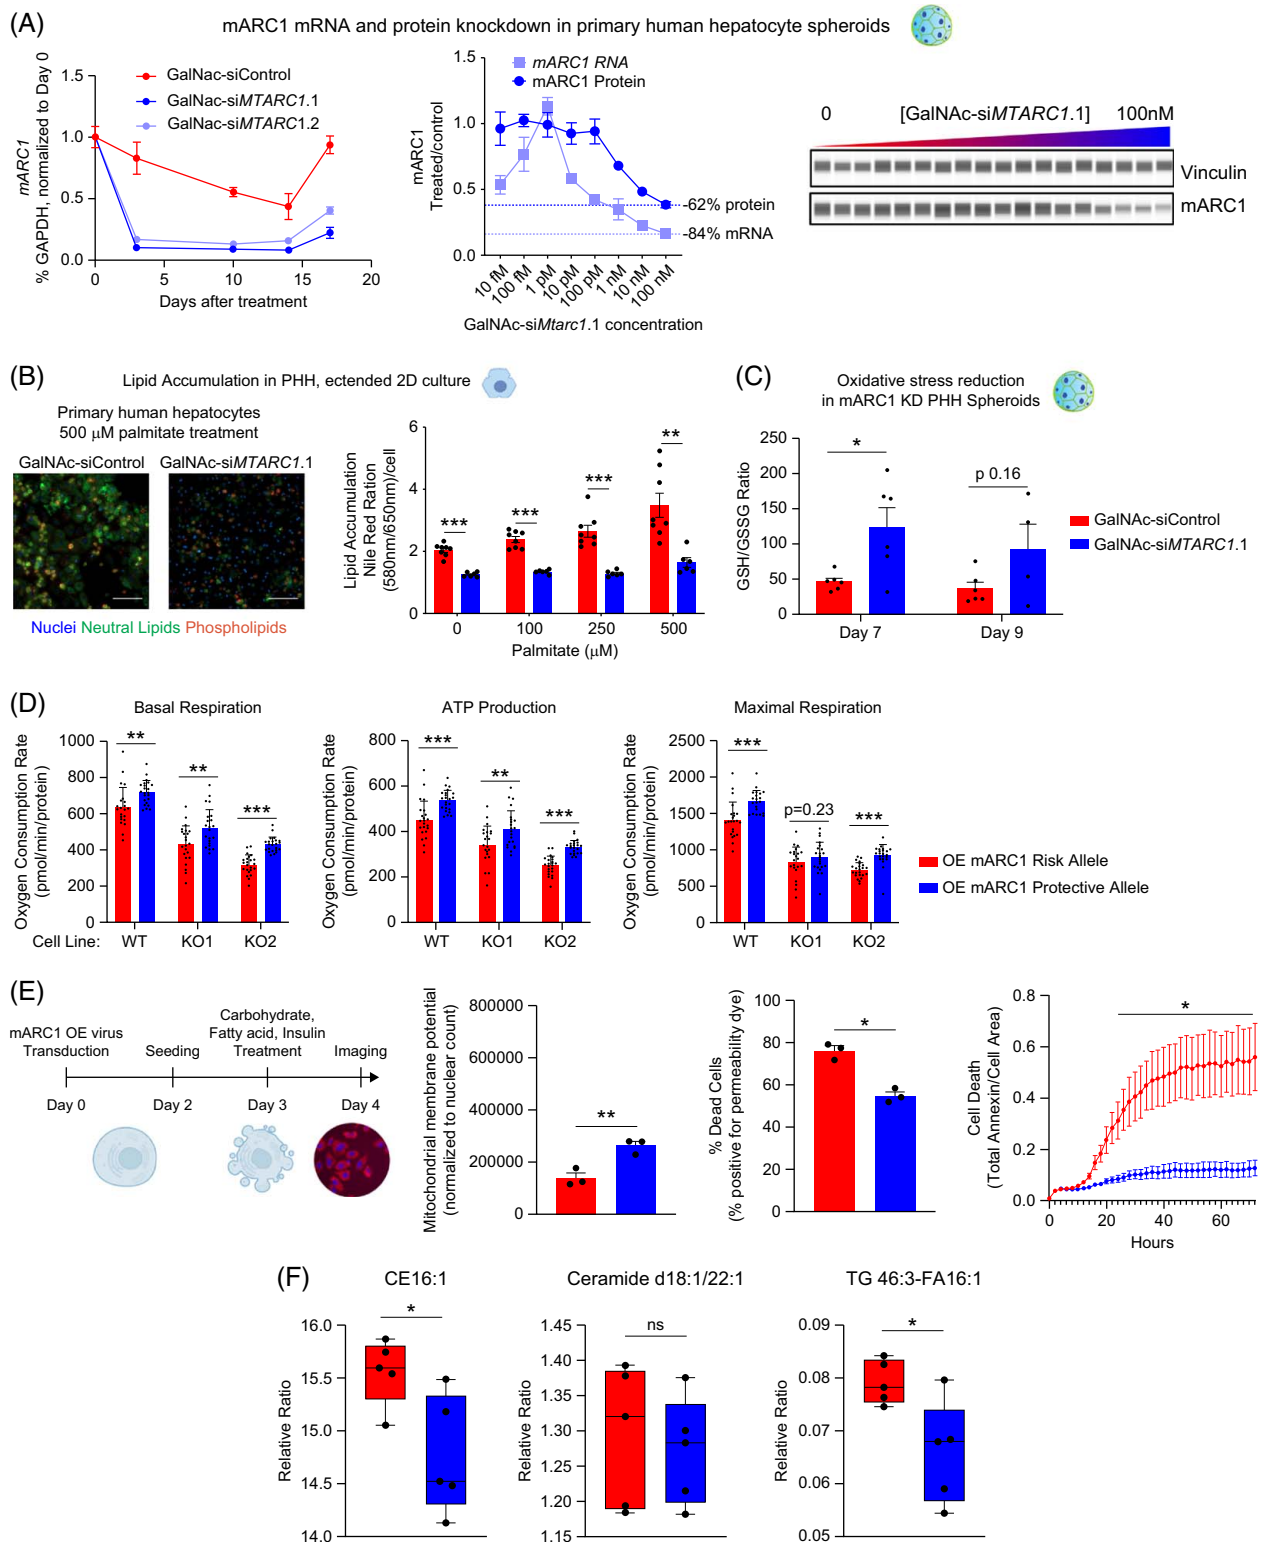 (A)
mARC1 mRNA and protein knockdown in primary human hepatocyte spheroids
mARC1
% GAPDH, normalized to Day 0
1.5
1.0
0.5
0.0
0 5 10 15 20
Days after treatment
GalNac-siControl
GalNac-siMTARC1.1
GalNac-siMTARC1.2
mARC1
Treated/control
1.5
1.0
0.5
0.0
mARC1 RNA
mARC1 Protein
-62% protein
-84% mRNA
10 fM 100 fM 1 pM 10 pM 100 pM 1 nM 10 nM 100 nM
GalNAc-siMtarc1.1 concentration
0 [GalNAc-siMTARC1.1] 100nM
Vinculin
mARC1
(B)
Lipid Accumulation in PHH, ectended 2D culture
Primary human hepatocytes
500 μM palmitate treatment
GalNAc-siControl GalNAc-siMTARC1.1
Nuclei Neutral Lipids Phospholipids
Lipid Accumulation
Nile Red Ration
(580nm/650nm)/cell
6
4
2
0
*** *** *** **
0 100 250 500
Palmitate (μM)
(C)
Oxidative stress reduction
in mARC1 KD PHH Spheroids
GSH/GSSG Ratio
250
200
150
100
50
0
*
p 0.16
Day 7 Day 9
GalNAc-siControl
GalNAc-siMTARC1.1
(D)
Basal Respiration
Oxygen Consumption Rate
(pmol/min/protein)
1000
800
600
400
200
0
** ** ***
Cell Line: WT KO1 KO2
ATP Production
Oxygen Consumption Rate
(pmol/min/protein)
800
600
400
200
0
*** ** ***
WT KO1 KO2
Maximal Respiration
Oxygen Consumption Rate
(pmol/min/protein)
2500
2000
1500
1000
500
0
*** p=0.23 ***
WT KO1 KO2
OE mARC1 Risk Allele
OE mARC1 Protective Allele
(E)
mARC1 OE virus
Transduction
Seeding
Carbohydrate,
Fatty acid, Insulin
Treatment
Imaging
Day 0 Day 2 Day 3 Day 4
Mitochondrial membrane potential
(normalized to nuclear count)
800000
600000
400000
200000
0
**
% Dead Cells
(% positive for permeability dye)
100
80
60
40
20
0
*
Cell Death
(Total Annexin/Cell Area)
0.8
0.6
0.4
0.2
0.0
*
0 20 40 60
Hours
(F)
CE16:1
Relative Ratio
16.0
15.5
15.0
14.5
14.0
*
Ceramide d18:1/22:1
Relative Ratio
1.45
1.40
1.35
1.30
1.25
1.20
1.15
ns
TG 46:3-FA16:1
Relative Ratio
0.09
0.08
0.07
0.06
0.05
*